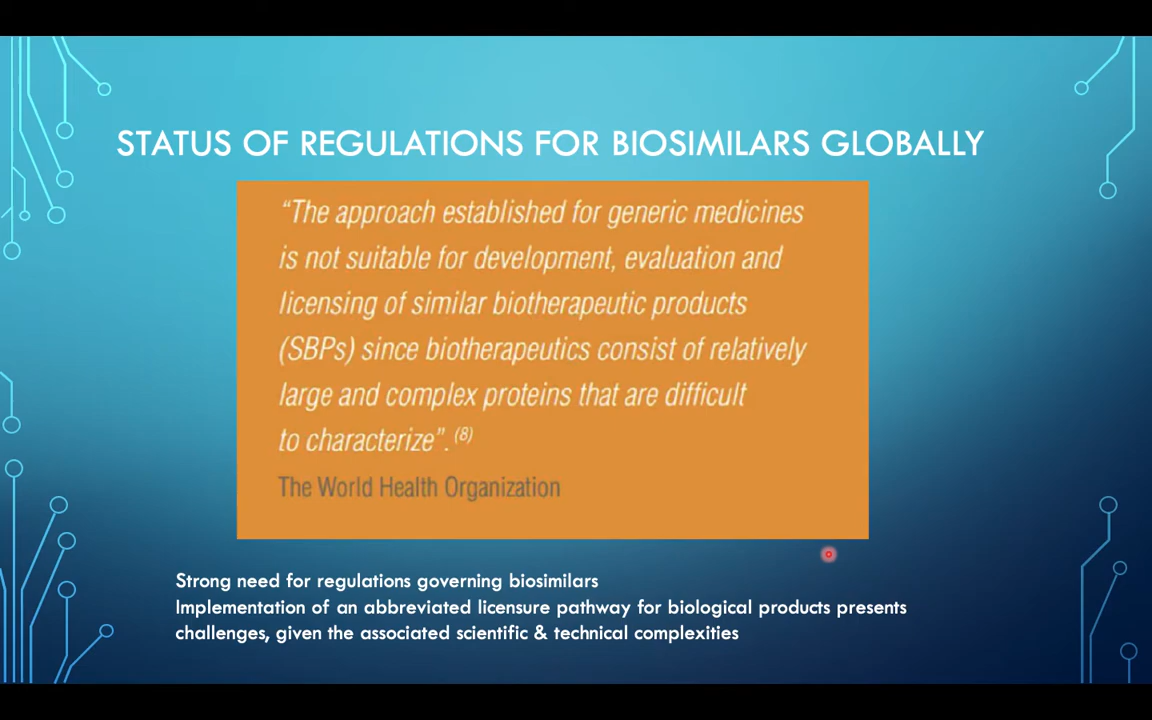 STATUS OF REGULATIONS FOR BIOSIMILARS GLOBALLY
“The approach established for generic medicines
is not suitable for development, evaluation and
licensing of similar biotherapeutic products
(SBPs) since biotherapeutics consist of relatively
large and complex proteins that are difficult
to characterize”. (8)
The World Health Organization
Strong need for regulations governing biosimilars
Implementation of an abbreviated licensure pathway for biological products presents
challenges, given the associated scientific & technical complexities